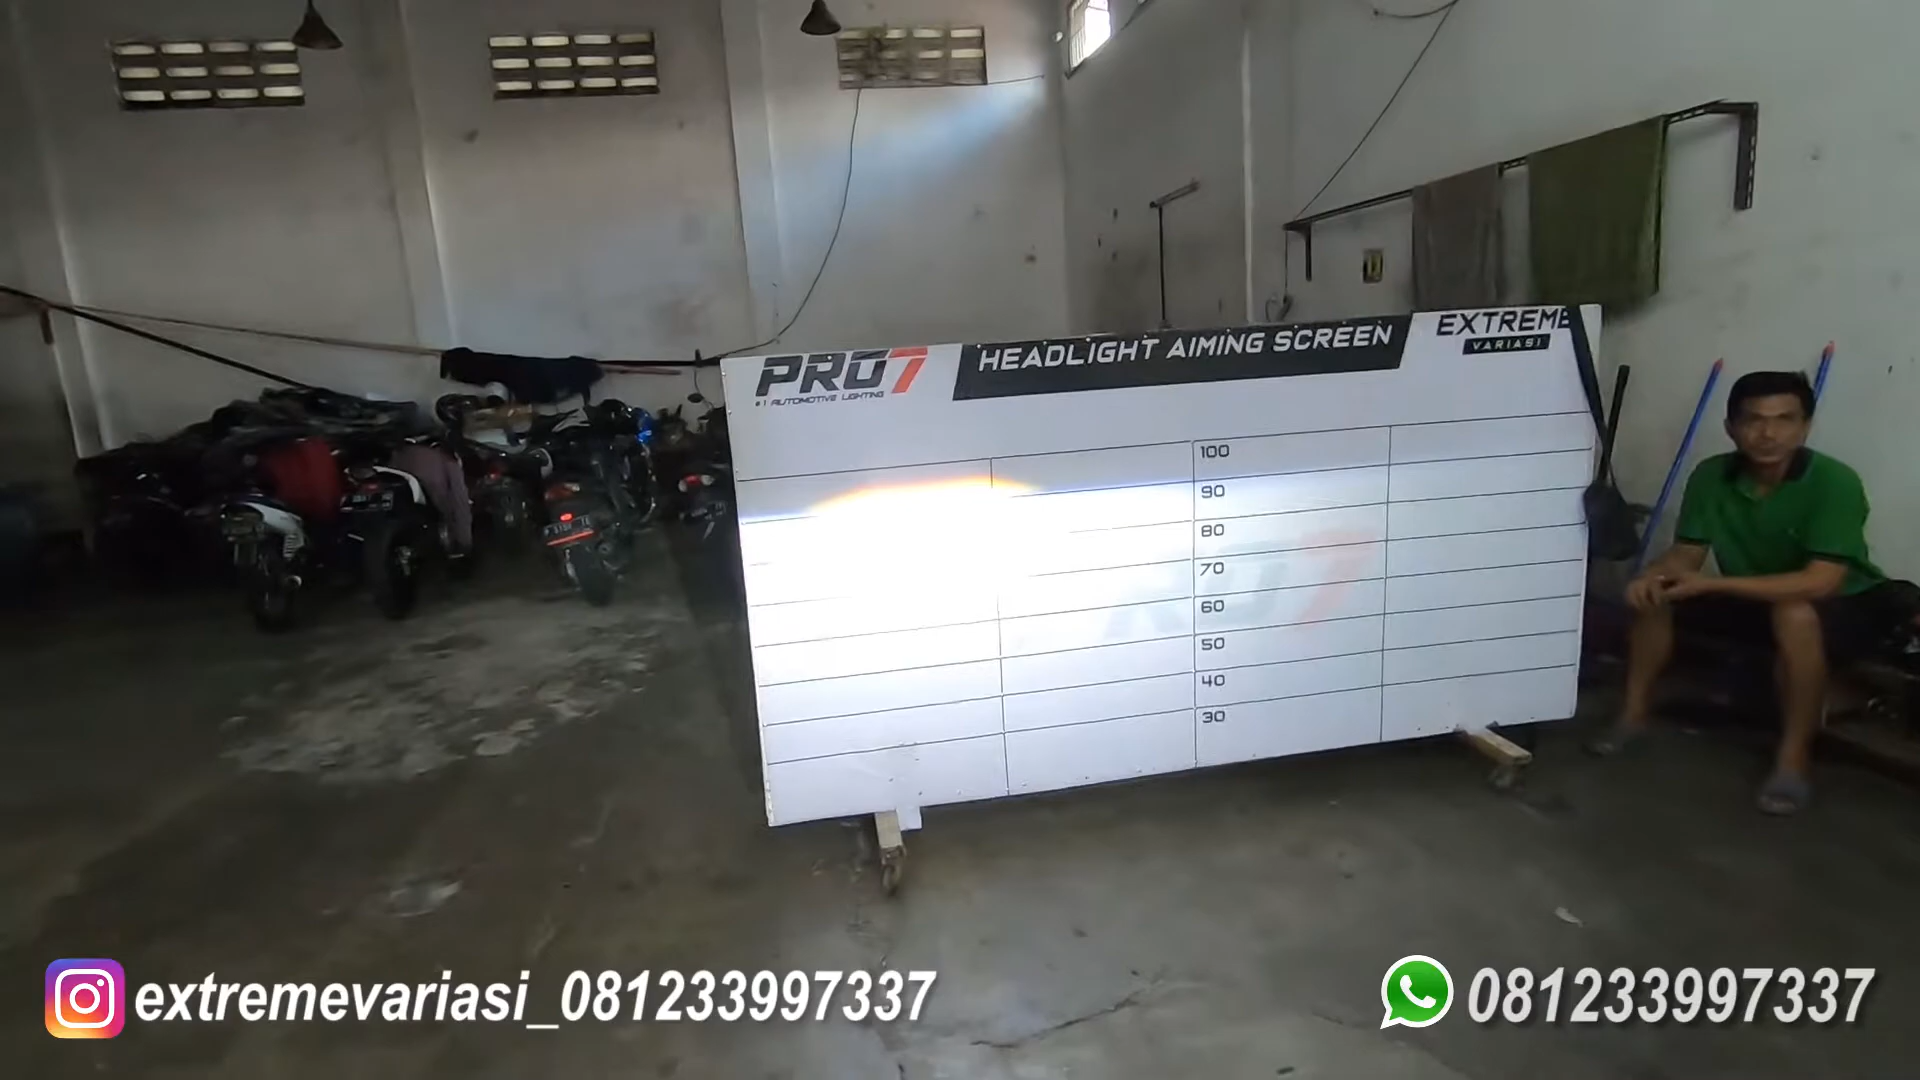 PRO7
#1 AUTOMOTIVE LIGHTING
HEADLIGHT AIMING SCREEN
EXTREME
VARIASI
100
90
80
70
60
50
40
30
PRO7
extremevariasi_081233997337
081233997337